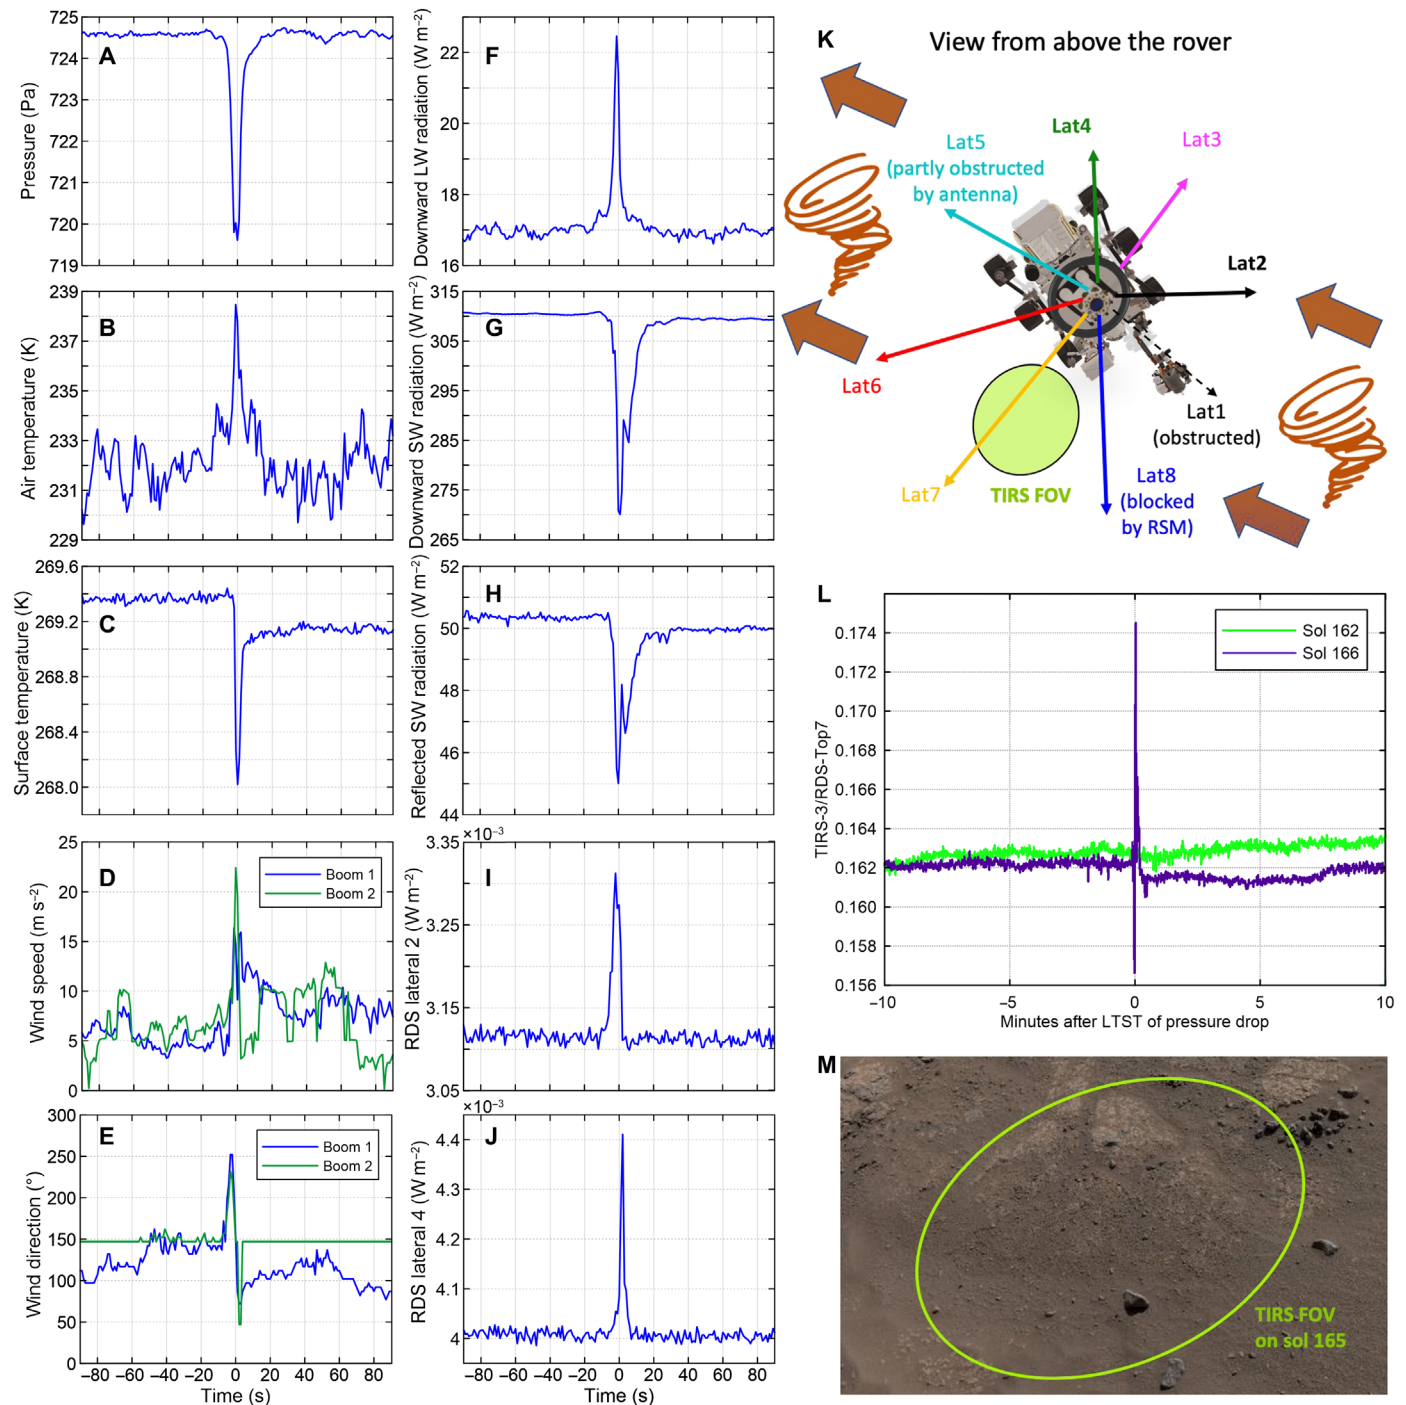 A
Pressure (Pa)
725
724
723
722
721
720
719
B
Air temperature (K)
239
237
235
233
231
229
C
Surface temperature (K)
269.6
269.2
268.8
268.4
268.0
D
Wind speed (m s⁻²)
25
20
15
10
5
0
Boom 1
Boom 2
E
Wind direction (°)
300
250
200
150
100
50
0
Boom 1
Boom 2
−80 −60 −40 −20 0 20 40 60 80
Time (s)
F
Downward LW radiation (W m⁻²)
22
20
18
16
G
Downward SW radiation (W m⁻²)
315
305
295
285
275
265
H
Reflected SW radiation (W m⁻²)
52
50
48
46
44
I
RDS lateral 2 (W m⁻²)
×10⁻³
3.35
3.25
3.15
3.05
J
RDS lateral 4 (W m⁻²)
×10⁻³
4.4
4.3
4.2
4.1
4
−80 −60 −40 −20 0 20 40 60 80
Time (s)
K
View from above the rover
Lat4
Lat3
Lat5
(partly obstructed
by antenna)
Lat2
Lat6
Lat1
(obstructed)
Lat7
TIRS FOV
Lat8
(blocked
by RSM)
L
TIRS-3/RDS-Top7
0.174
0.172
0.170
0.168
0.166
0.164
0.162
0.160
0.158
0.156
Sol 162
Sol 166
−10 −5 0 5 10
Minutes after LTST of pressure drop
M
TIRS FOV
on sol 165